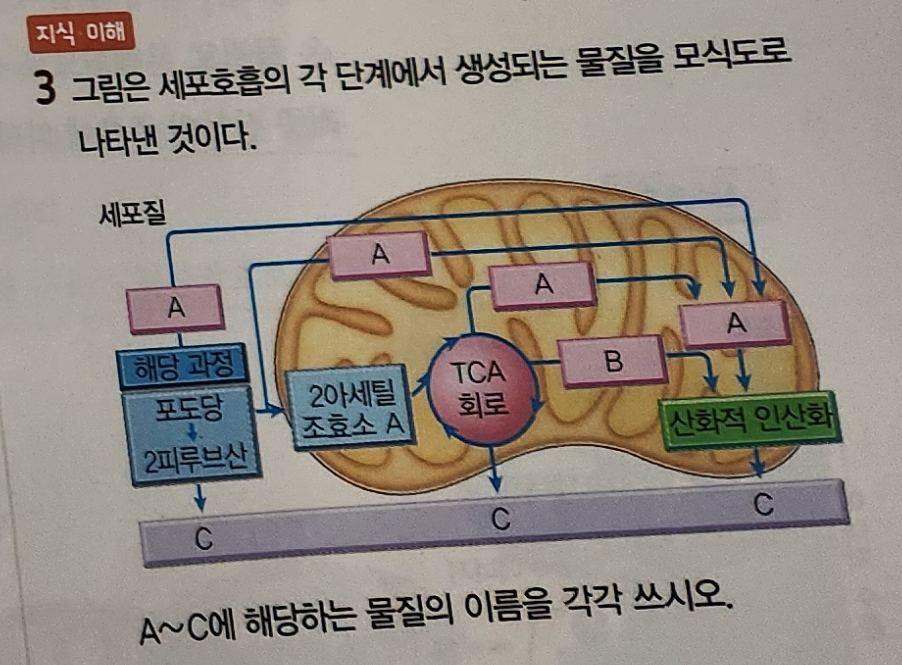 지식 이해
3 그림은 세포호흡의 각 단계에서 생성되는 물질을 모식도로
나타낸 것이다.
세포질
A
A
A
A
B
해당 과정
포도당
2피루브산
2아세틸
조효소 A
TCA
회로
산화적 인산화
C
C
C
A~C에 해당하는 물질의 이름을 각각 쓰시오.